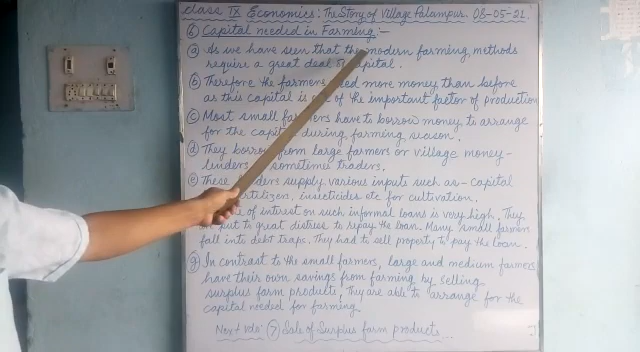 class IX Economics: The Story of Village Palampur. 08-05-21.
⑥ Capital needed in Farming:-
ⓐ As we have seen that the modern farming methods
require a great deal of capital.
ⓑ Therefore the farmers need more money than before
as this capital is one of the important factor of production
ⓒ Most small farmers have to borrow money to arrange
for the capital during farming season.
ⓓ They borrow from large farmers or village money-
lenders, sometimes traders.
ⓔ These lenders supply various inputs such as - capital
fertilizers, insecticides etc for cultivation.
of interest on such informal loans is very high. They
put to great distress to repay the loan. Many small farmers
fall into debt traps. They had to sell property to pay the loan.
ⓖ In contrast to the small farmers, large and medium farmers
have their own savings from farming by selling
surplus farm products. They are able to arrange for the
capital needed for farming.
Next Vdo: ⑦ Sale of Surplus farm products...